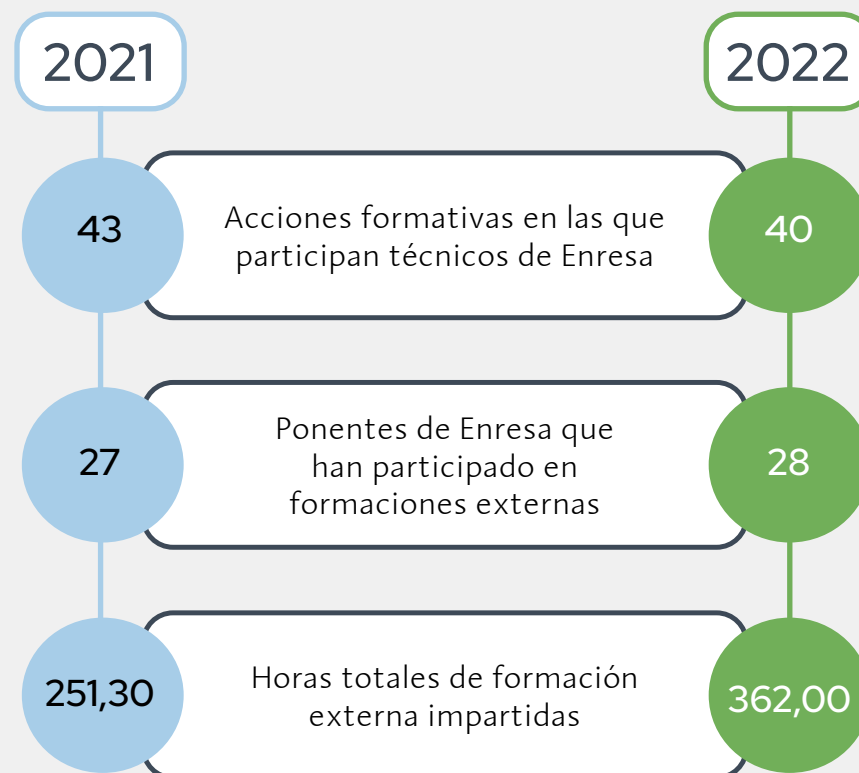 2021
2022
43
Acciones formativas en las que
participan técnicos de Enresa
40
27
Ponentes de Enresa que
han participado en
formaciones externas
28
251,30
Horas totales de formación
externa impartidas
362,00